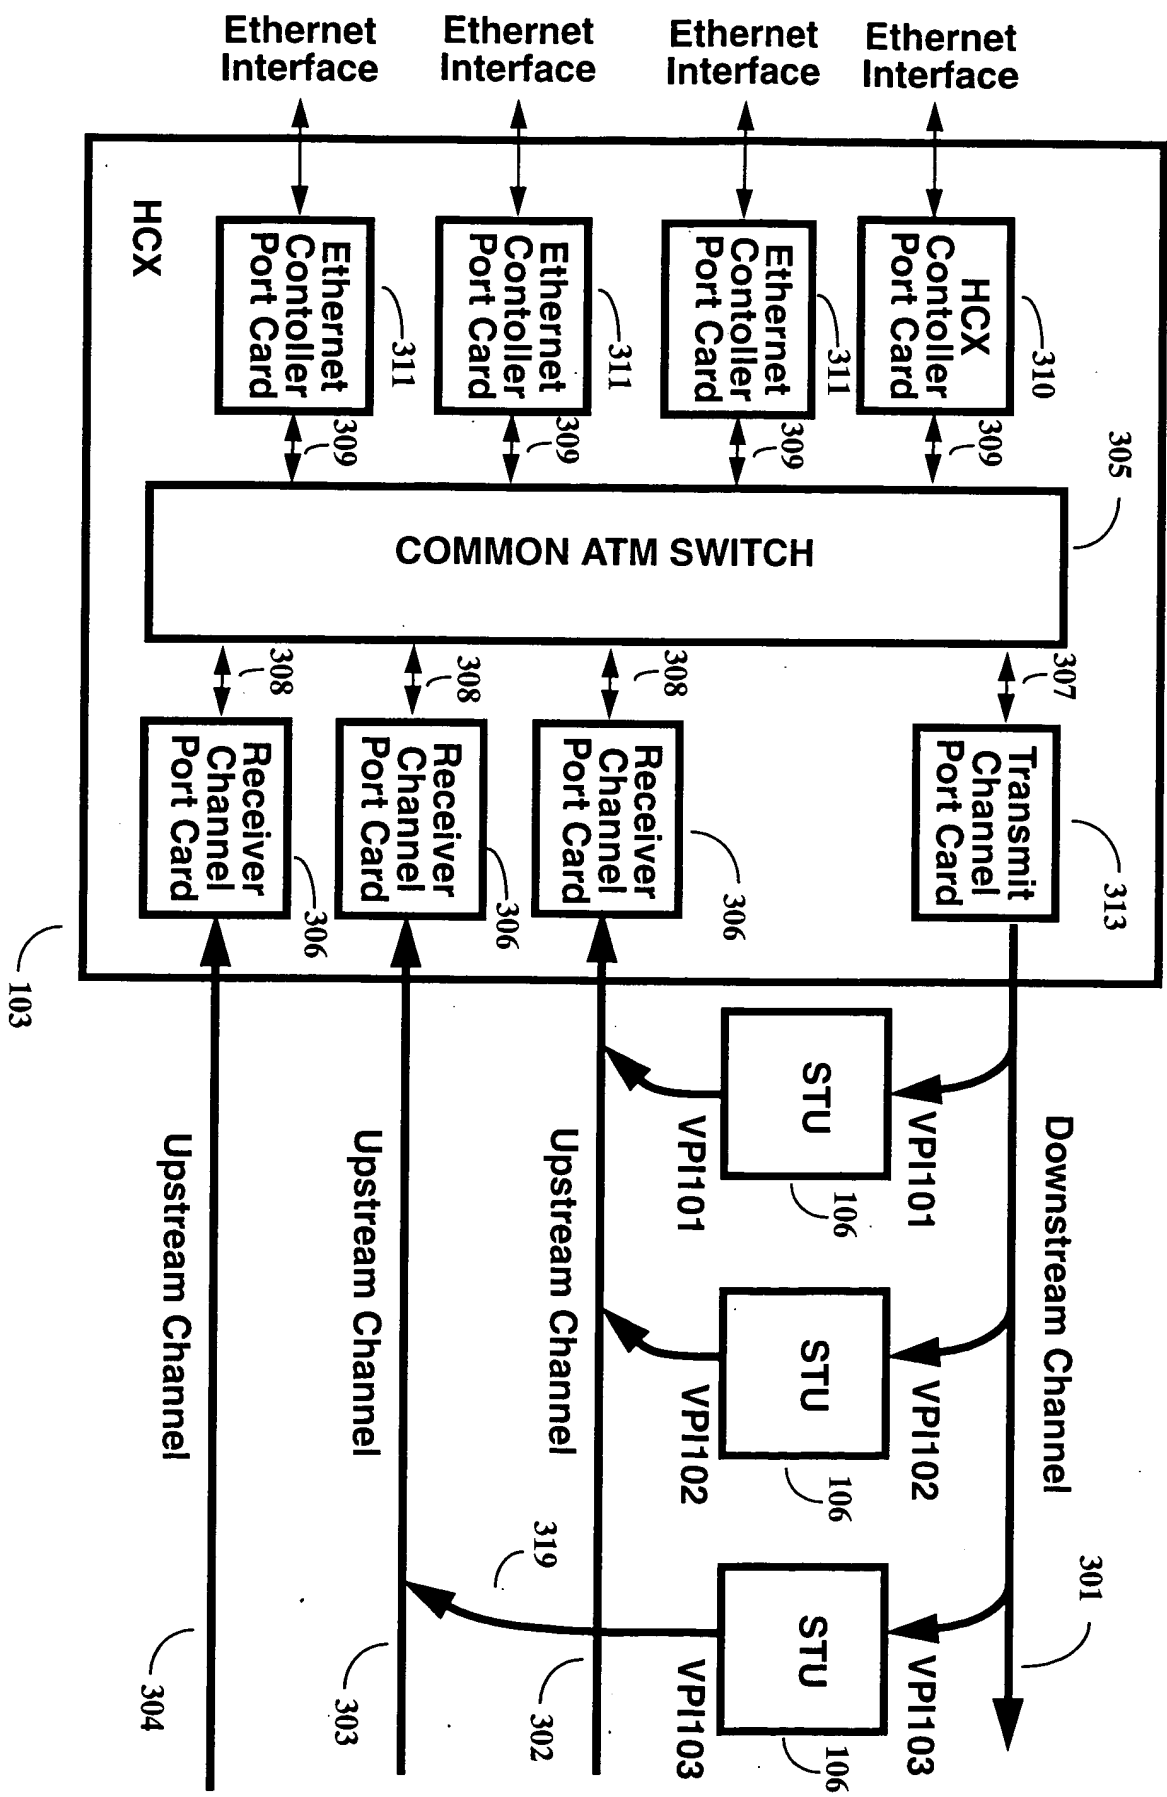 Ethernet
Interface
Ethernet
Interface
Ethernet
Interface
Ethernet
Interface
HCX
Ethernet
Contoller
Port Card
311
309
Ethernet
Contoller
Port Card
311
309
Ethernet
Contoller
Port Card
311
309
HCX
Contoller
Port Card
310
309
305
COMMON ATM SWITCH
308
308
308
307
Receiver
Channel
Port Card
306
Receiver
Channel
Port Card
306
Receiver
Channel
Port Card
306
Transmit
Channel
Port Card
313
103
Downstream Channel
301
STU
106
VPI101
VPI101
STU
106
VPI102
VPI102
STU
106
VPI103
VPI103
319
Upstream Channel
302
Upstream Channel
303
Upstream Channel
304